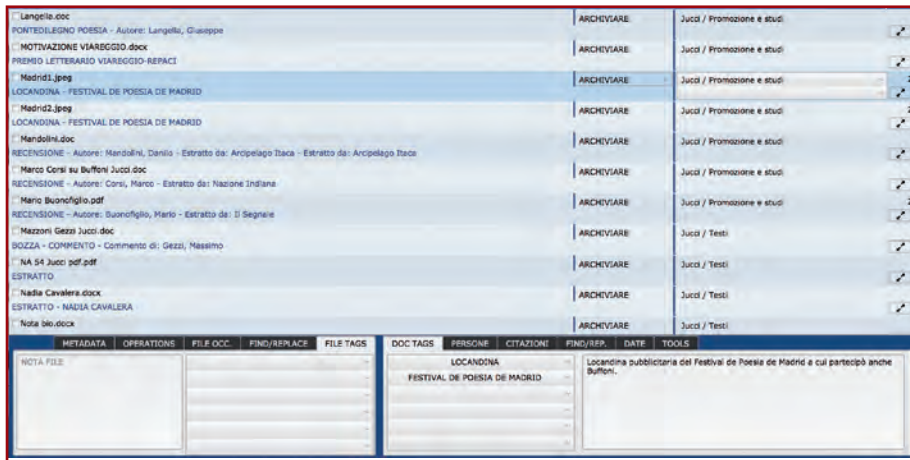 Langella.doc ARCHIVIARE Jucci / Promozione e studi
PONTEDILEGNO POESIA - Autore: Langella, Giuseppe
MOTIVAZIONE VIAREGGIO.docx ARCHIVIARE Jucci / Promozione e studi
PREMIO LETTERARIO VIAREGGIO-REPACI
Madrid1.jpeg ARCHIVIARE Jucci / Promozione e studi
LOCANDINA - FESTIVAL DE POESIA DE MADRID
Madrid2.jpeg ARCHIVIARE Jucci / Promozione e studi
LOCANDINA - FESTIVAL DE POESIA DE MADRID
Mandolini.doc ARCHIVIARE Jucci / Promozione e studi
RECENSIONE - Autore: Mandolini, Danilo - Estratto da: Arcipelago Itaca - Estratto da: Arcipelago Itaca
Marco Corsi su Buffoni Jucci.doc ARCHIVIARE Jucci / Promozione e studi
RECENSIONE - Autore: Corsi, Marco - Estratto da: Nazione Indiana
Mario Buonofiglio.pdf ARCHIVIARE Jucci / Promozione e studi
RECENSIONE - Autore: Buonofiglio, Mario - Estratto da: Il Segnale
Mazzoni Gezzi Jucci.doc ARCHIVIARE Jucci / Testi
BOZZA - COMMENTO - Commento di: Gezzi, Massimo
NA 54 Jucci pdf.pdf ARCHIVIARE Jucci / Testi
ESTRATTO
Nadia Cavalera.docx ARCHIVIARE Jucci / Testi
ESTRATTO - NADIA CAVALERA
Nota bio.docx ARCHIVIARE Jucci / Testi
METADATA OPERATIONS FILE OCC. FIND/REPLACE FILE TAGS DOC TAGS PERSONE CITAZIONI FIND/REP. DATE TOOLS
NOTA FILE
LOCANDINA
FESTIVAL DE POESIA DE MADRID
Locandina pubblicitaria del Festival de Poesia de Madrid a cui partecipò anche
Buffoni.